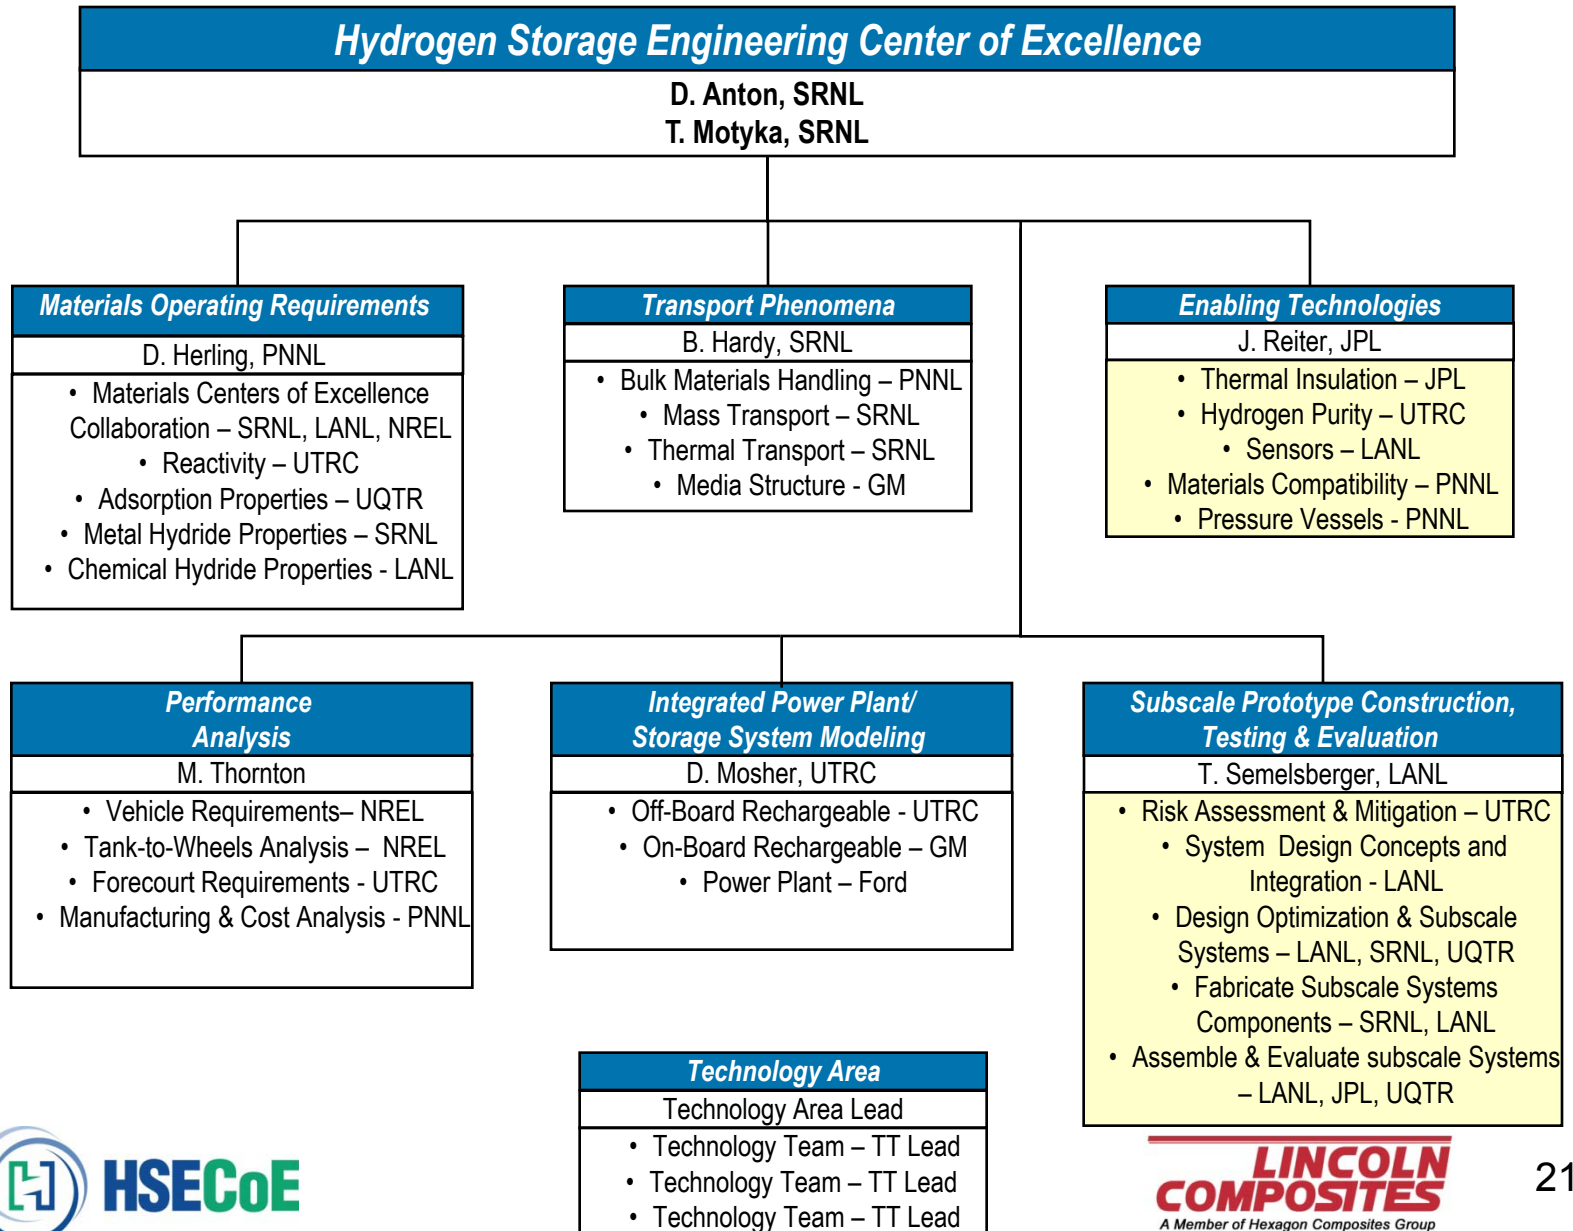 Hydrogen Storage Engineering Center of Excellence
D. Anton, SRNL
T. Motyka, SRNL
Materials Operating Requirements
D. Herling, PNNL
• Materials Centers of Excellence
Collaboration – SRNL, LANL, NREL
• Reactivity – UTRC
• Adsorption Properties – UQTR
• Metal Hydride Properties – SRNL
• Chemical Hydride Properties - LANL
Transport Phenomena
B. Hardy, SRNL
• Bulk Materials Handling – PNNL
• Mass Transport – SRNL
• Thermal Transport – SRNL
• Media Structure - GM
Enabling Technologies
J. Reiter, JPL
• Thermal Insulation – JPL
• Hydrogen Purity – UTRC
• Sensors – LANL
• Materials Compatibility – PNNL
• Pressure Vessels - PNNL
Performance
Analysis
M. Thornton
• Vehicle Requirements– NREL
• Tank-to-Wheels Analysis – NREL
• Forecourt Requirements - UTRC
• Manufacturing & Cost Analysis - PNNL
Integrated Power Plant/
Storage System Modeling
D. Mosher, UTRC
• Off-Board Rechargeable - UTRC
• On-Board Rechargeable – GM
• Power Plant – Ford
Subscale Prototype Construction,
Testing & Evaluation
T. Semelsberger, LANL
• Risk Assessment & Mitigation – UTRC
• System Design Concepts and
Integration - LANL
• Design Optimization & Subscale
Systems – LANL, SRNL, UQTR
• Fabricate Subscale Systems
Components – SRNL, LANL
• Assemble & Evaluate subscale Systems
– LANL, JPL, UQTR
Technology Area
Technology Area Lead
• Technology Team – TT Lead
• Technology Team – TT Lead
• Technology Team – TT Lead
HSECoE
LINCOLN
COMPOSITES
A Member of Hexagon Composites Group
21